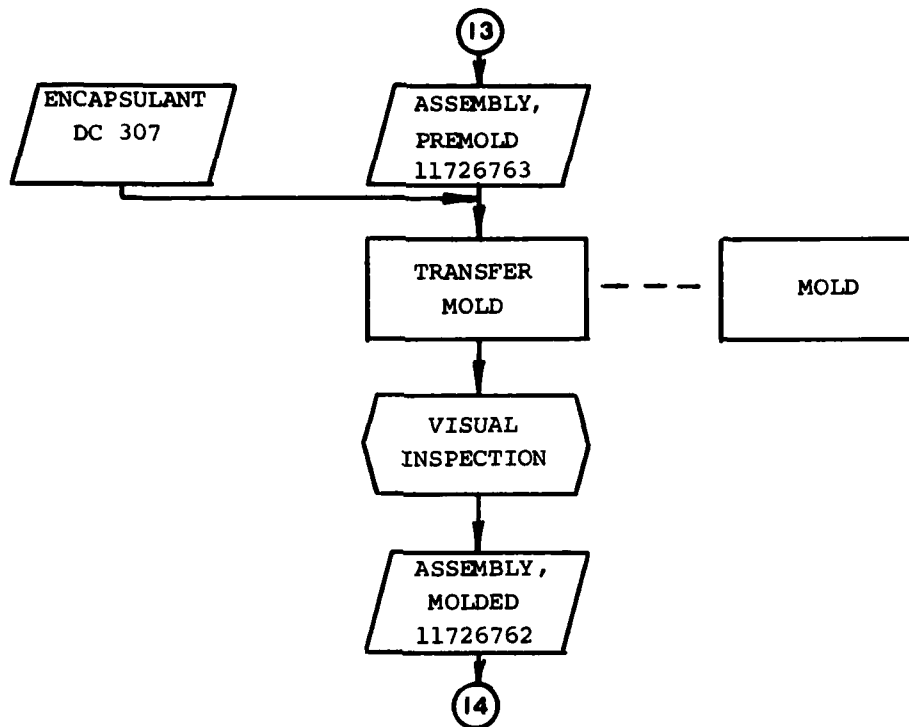 13
ENCAPSULANT
DC 307
ASSEMBLY,
PREMOLD
11726763
TRANSFER
MOLD
MOLD
VISUAL
INSPECTION
ASSEMBLY,
MOLDED
11726762
14